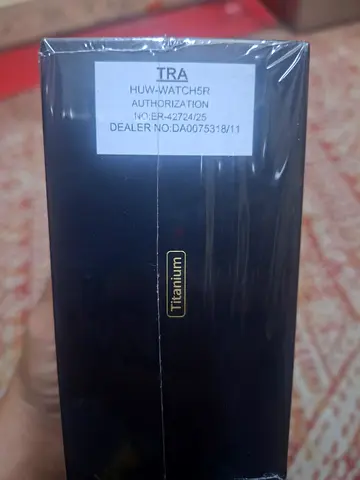 TRA
HUW-WATCH5R
AUTHORIZATION
NO:ER-42724/25
DEALER NO:DA0075318/11
Titanium